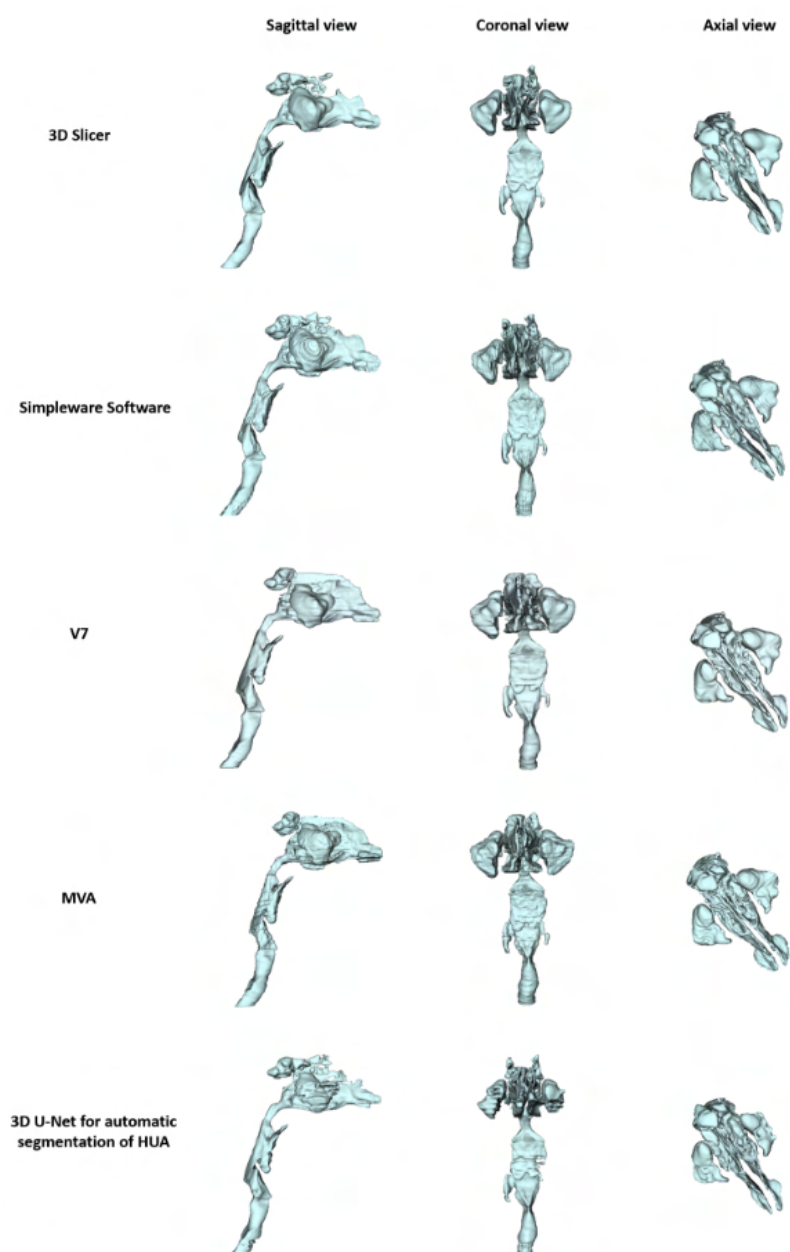 Sagittal view Coronal view Axial view
3D Slicer
Simpleware Software
V7
MVA
3D U-Net for automatic
segmentation of HUA